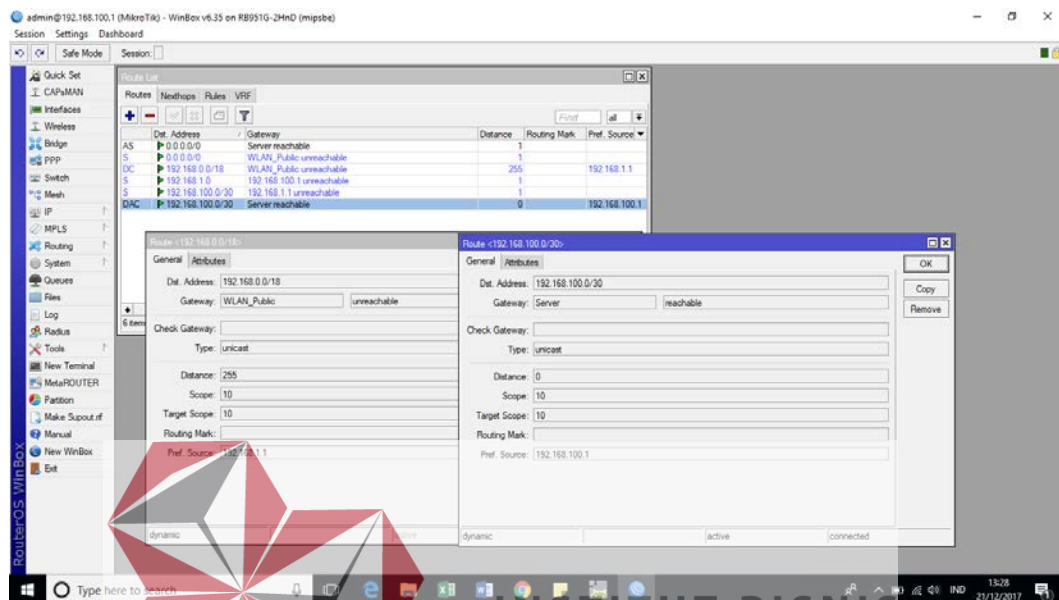 admin@192.168.100.1 (MikroTik) - WinBox v6.35 on RB951G-2HnD (mipsbe)
Session Settings Dashboard
Safe Mode Session:
Quick Set
CAPsMAN
Interfaces
Wireless
Bridge
PPP
Switch
Mesh
IP
MPLS
Routing
System
Queues
Files
Log
Radius
Tools
New Terminal
MetaROUTER
Partition
Make Supout.rif
Manual
New WinBox
Exit
RouterOS WinBox
Route List
Routes Nexthops Rules VRF
Find all
Dst. Address Gateway Distance Routing Mark Pref. Source
AS 0.0.0.0/0 Server reachable 1
S 0.0.0.0/0 WLAN_Public unreachable 1
DC 192.168.0.0/18 WLAN_Public unreachable 255 192.168.1.1
S 192.168.1.0 192.168.100.1 unreachable 1
S 192.168.100.0/30 192.168.1.1 unreachable 1
DAC 192.168.100.0/30 Server reachable 0 192.168.100.1
6 items
Route <192.168.0.0/18>
General Attributes
Dst. Address: 192.168.0.0/18
Gateway: WLAN_Public unreachable
Check Gateway:
Type: unicast
Distance: 255
Scope: 10
Target Scope: 10
Routing Mark:
Pref. Source: 192.168.1.1
dynamic
Route <192.168.100.0/30>
General Attributes
Dst. Address: 192.168.100.0/30
Gateway: Server reachable
Check Gateway:
Type: unicast
Distance: 0
Scope: 10
Target Scope: 10
Routing Mark:
Pref. Source: 192.168.100.1
dynamic active connected
OK
Copy
Remove
Type here to search
IND
13:28
21/12/2017